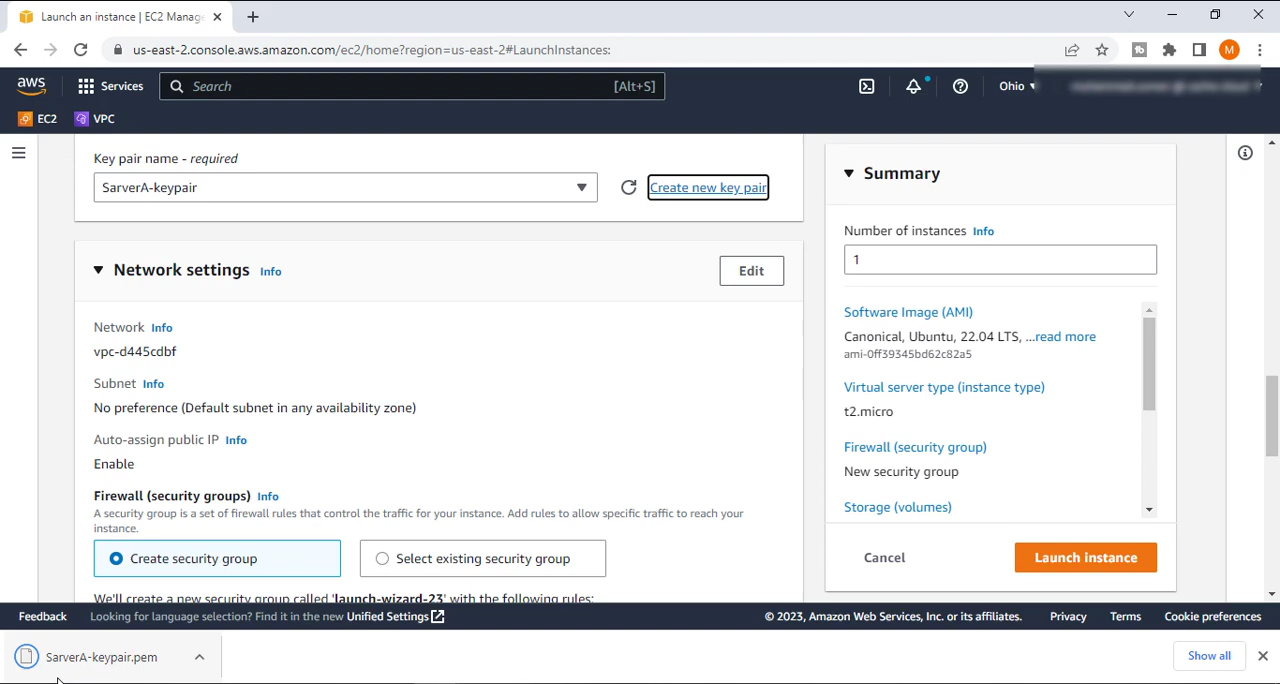 Launch an instance | EC2 Manage
us-east-2.console.aws.amazon.com/ec2/home?region=us-east-2#LaunchInstances:
M
aws
Services
Search
[Alt+S]
Ohio
EC2
VPC
Key pair name - required
SarverA-keypair
Create new key pair
Network settings Info
Edit
Network Info
vpc-d445cdbf
Subnet Info
No preference (Default subnet in any availability zone)
Auto-assign public IP Info
Enable
Firewall (security groups) Info
A security group is a set of firewall rules that control the traffic for your instance. Add rules to allow specific traffic to reach your
instance.
Create security group
Select existing security group
We'll create a new security group called 'launch-wizard-23' with the following rules:
Summary
Number of instances Info
1
Software Image (AMI)
Canonical, Ubuntu, 22.04 LTS, ...read more
ami-0ff39345bd62c82a5
Virtual server type (instance type)
t2.micro
Firewall (security group)
New security group
Storage (volumes)
Cancel
Launch instance
Feedback
Looking for language selection? Find it in the new Unified Settings
© 2023, Amazon Web Services, Inc. or its affiliates.
Privacy
Terms
Cookie preferences
SarverA-keypair.pem
Show all